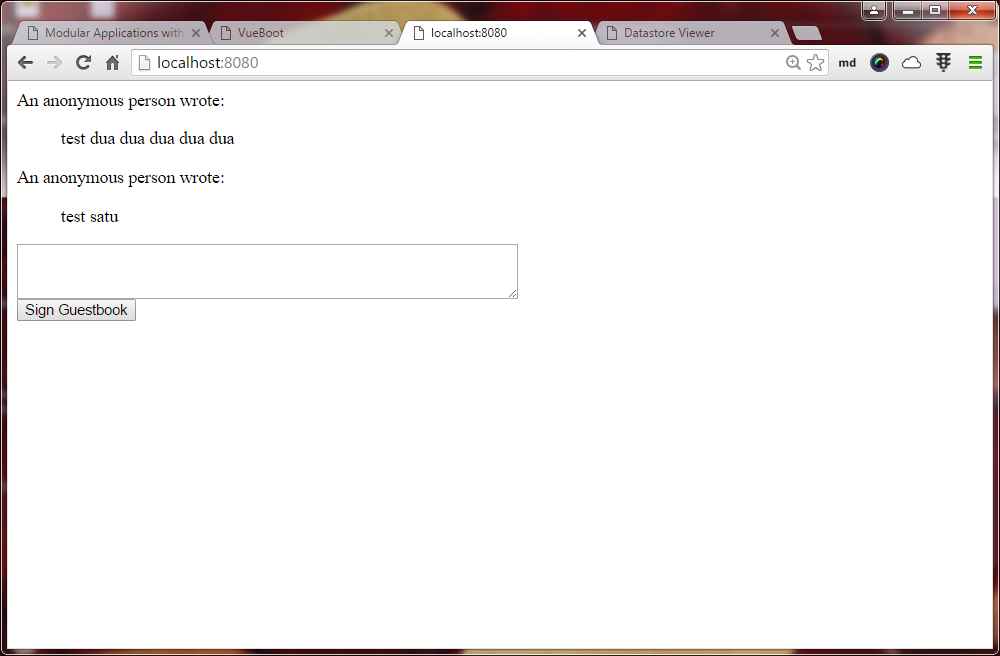 Modular Applications with
VueBoot
localhost:8080
Datastore Viewer
localhost:8080
md
An anonymous person wrote:
test dua dua dua dua dua
An anonymous person wrote:
test satu
Sign Guestbook